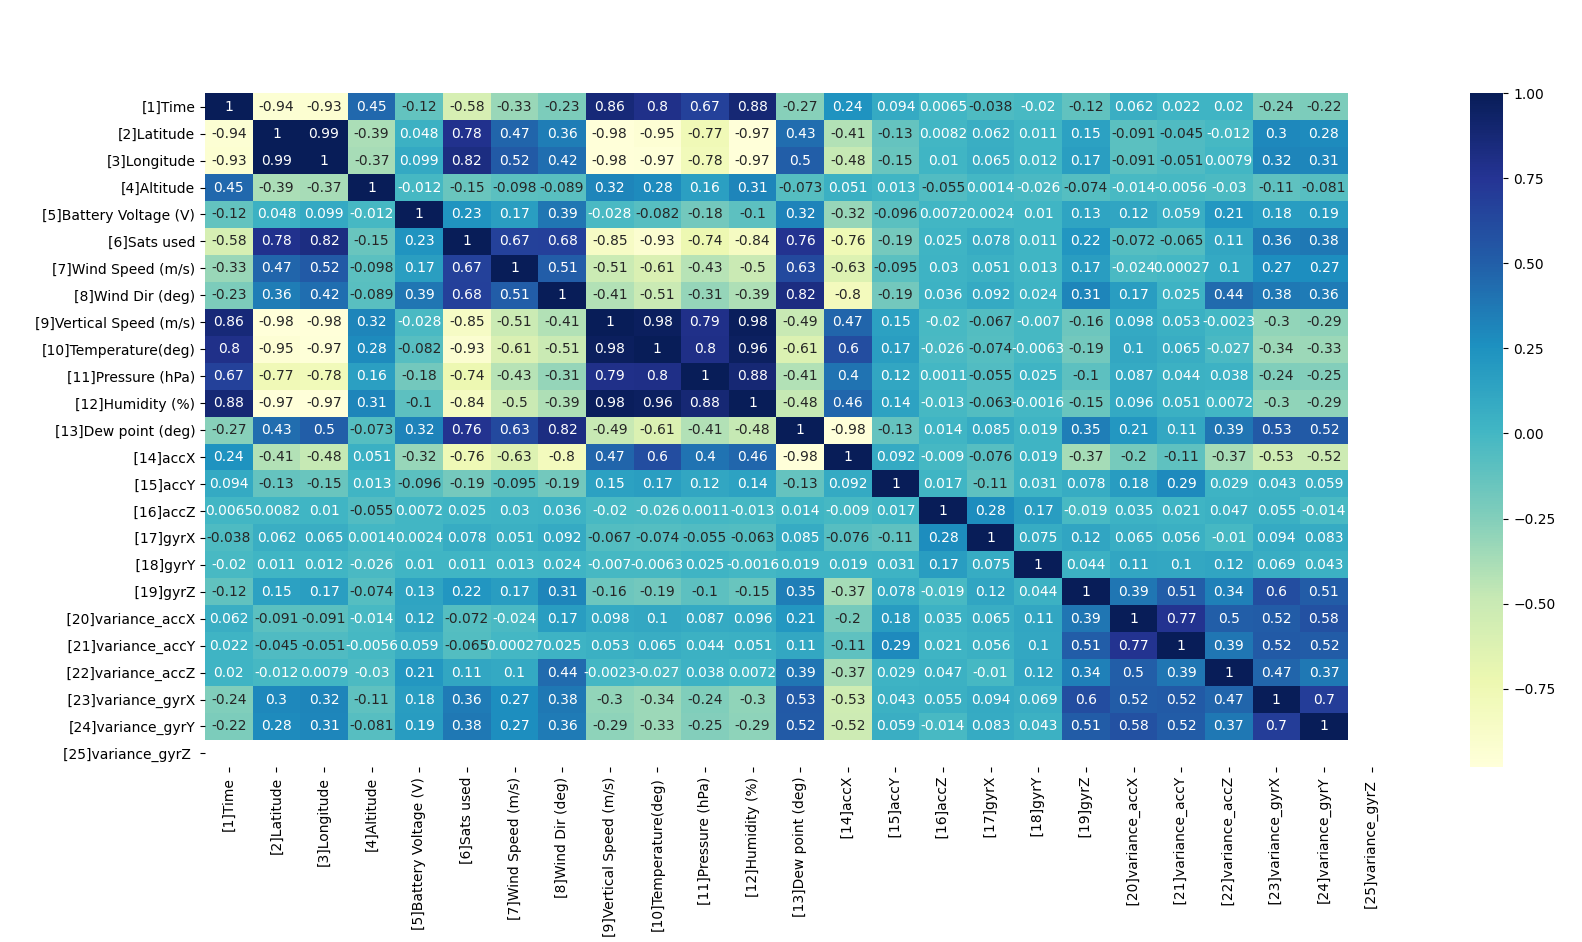 [1]Time 1 -0.94 -0.93 0.45 -0.12 -0.58 -0.33 -0.23 0.86 0.8 0.67 0.88 -0.27 0.24 0.094 0.0065 -0.038 -0.02 -0.12 0.062 0.022 0.02 -0.24 -0.22
[2]Latitude -0.94 1 0.99 -0.39 0.048 0.78 0.47 0.36 -0.98 -0.95 -0.77 -0.97 0.43 -0.41 -0.13 0.0082 0.062 0.011 0.15 -0.091 -0.045 -0.012 0.3 0.28
[3]Longitude -0.93 0.99 1 -0.37 0.099 0.82 0.52 0.42 -0.98 -0.97 -0.78 -0.97 0.5 -0.48 -0.15 0.01 0.065 0.012 0.17 -0.091 -0.051 0.0079 0.32 0.31
[4]Altitude 0.45 -0.39 -0.37 1 -0.012 -0.15 -0.098 -0.089 0.32 0.28 0.16 0.31 -0.073 0.051 0.013 -0.055 0.0014 -0.026 -0.074 -0.014 -0.0056 -0.03 -0.11 -0.081
[5]Battery Voltage (V) -0.12 0.048 0.099 -0.012 1 0.23 0.17 0.39 -0.028 -0.082 -0.18 -0.1 0.32 -0.32 -0.096 0.0072 0.0024 0.01 0.13 0.12 0.059 0.21 0.18 0.19
[6]Sats used -0.58 0.78 0.82 -0.15 0.23 1 0.67 0.68 -0.85 -0.93 -0.74 -0.84 0.76 -0.76 -0.19 0.025 0.078 0.011 0.22 -0.072 -0.065 0.11 0.36 0.38
[7]Wind Speed (m/s) -0.33 0.47 0.52 -0.098 0.17 0.67 1 0.51 -0.51 -0.61 -0.43 -0.5 0.63 -0.63 -0.095 0.03 0.051 0.013 0.17 -0.024 0.00027 0.1 0.27 0.27
[8]Wind Dir (deg) -0.23 0.36 0.42 -0.089 0.39 0.68 0.51 1 -0.41 -0.51 -0.31 -0.39 0.82 -0.8 -0.19 0.036 0.092 0.024 0.31 0.17 0.025 0.44 0.38 0.36
[9]Vertical Speed (m/s) 0.86 -0.98 -0.98 0.32 -0.028 -0.85 -0.51 -0.41 1 0.98 0.79 0.98 -0.49 0.47 0.15 -0.02 -0.067 -0.007 -0.16 0.098 0.053 -0.0023 -0.3 -0.29
[10]Temperature(deg) 0.8 -0.95 -0.97 0.28 -0.082 -0.93 -0.61 -0.51 0.98 1 0.8 0.96 -0.61 0.6 0.17 -0.026 -0.074 -0.0063 -0.19 0.1 0.065 -0.027 -0.34 -0.33
[11]Pressure (hPa) 0.67 -0.77 -0.78 0.16 -0.18 -0.74 -0.43 -0.31 0.79 0.8 1 0.88 -0.41 0.4 0.12 0.0011 -0.055 0.025 -0.1 0.087 0.044 0.038 -0.24 -0.25
[12]Humidity (%) 0.88 -0.97 -0.97 0.31 -0.1 -0.84 -0.5 -0.39 0.98 0.96 0.88 1 -0.48 0.46 0.14 -0.013 -0.063 -0.0016 -0.15 0.096 0.051 0.0072 -0.3 -0.29
[13]Dew point (deg) -0.27 0.43 0.5 -0.073 0.32 0.76 0.63 0.82 -0.49 -0.61 -0.41 -0.48 1 -0.98 -0.13 0.014 0.085 0.019 0.35 0.21 0.11 0.39 0.53 0.52
[14]accX 0.24 -0.41 -0.48 0.051 -0.32 -0.76 -0.63 -0.8 0.47 0.6 0.4 0.46 -0.98 1 0.092 -0.009 -0.076 0.019 -0.37 -0.2 -0.11 -0.37 -0.53 -0.52
[15]accY 0.094 -0.13 -0.15 0.013 -0.096 -0.19 -0.095 -0.19 0.15 0.17 0.12 0.14 -0.13 0.092 1 0.017 -0.11 0.031 0.078 0.18 0.29 0.029 0.043 0.059
[16]accZ 0.0065 0.0082 0.01 -0.055 0.0072 0.025 0.03 0.036 -0.02 -0.026 0.0011 -0.013 0.014 -0.009 0.017 1 0.28 0.17 -0.019 0.035 0.021 0.047 0.055 -0.014
[17]gyrX -0.038 0.062 0.065 0.0014 0.0024 0.078 0.051 0.092 -0.067 -0.074 -0.055 -0.063 0.085 -0.076 -0.11 0.28 1 0.075 0.12 0.065 0.056 -0.01 0.094 0.083
[18]gyrY -0.02 0.011 0.012 -0.026 0.01 0.011 0.013 0.024 -0.007 -0.0063 0.025 -0.0016 0.019 0.019 0.031 0.17 0.075 1 0.044 0.11 0.1 0.12 0.069 0.043
[19]gyrZ -0.12 0.15 0.17 -0.074 0.13 0.22 0.17 0.31 -0.16 -0.19 -0.1 -0.15 0.35 -0.37 0.078 -0.019 0.12 0.044 1 0.39 0.51 0.34 0.6 0.51
[20]variance_accX 0.062 -0.091 -0.091 -0.014 0.12 -0.072 -0.024 0.17 0.098 0.1 0.087 0.096 0.21 -0.2 0.18 0.035 0.065 0.11 0.39 1 0.77 0.5 0.52 0.58
[21]variance_accY 0.022 -0.045 -0.051 -0.0056 0.059 -0.065 0.00027 0.025 0.053 0.065 0.044 0.051 0.11 -0.11 0.29 0.021 0.056 0.1 0.51 0.77 1 0.39 0.52 0.52
[22]variance_accZ 0.02 -0.012 0.0079 -0.03 0.21 0.11 0.1 0.44 -0.0023 -0.027 0.038 0.0072 0.39 -0.37 0.029 0.047 -0.01 0.12 0.34 0.5 0.39 1 0.47 0.37
[23]variance_gyrX -0.24 0.3 0.32 -0.11 0.18 0.36 0.27 0.38 -0.3 -0.34 -0.24 -0.3 0.53 -0.53 0.043 0.055 0.094 0.069 0.6 0.52 0.52 0.47 1 0.7
[24]variance_gyrY -0.22 0.28 0.31 -0.081 0.19 0.38 0.27 0.36 -0.29 -0.33 -0.25 -0.29 0.52 -0.52 0.059 -0.014 0.083 0.043 0.51 0.58 0.52 0.37 0.7 1
[25]variance_gyrZ
[1]Time
[2]Latitude
[3]Longitude
[4]Altitude
[5]Battery Voltage (V)
[6]Sats used
[7]Wind Speed (m/s)
[8]Wind Dir (deg)
[9]Vertical Speed (m/s)
[10]Temperature(deg)
[11]Pressure (hPa)
[12]Humidity (%)
[13]Dew point (deg)
[14]accX
[15]accY
[16]accZ
[17]gyrX
[18]gyrY
[19]gyrZ
[20]variance_accX
[21]variance_accY
[22]variance_accZ
[23]variance_gyrX
[24]variance_gyrY
[25]variance_gyrZ
1.00
0.75
0.50
0.25
0.00
−0.25
−0.50
−0.75